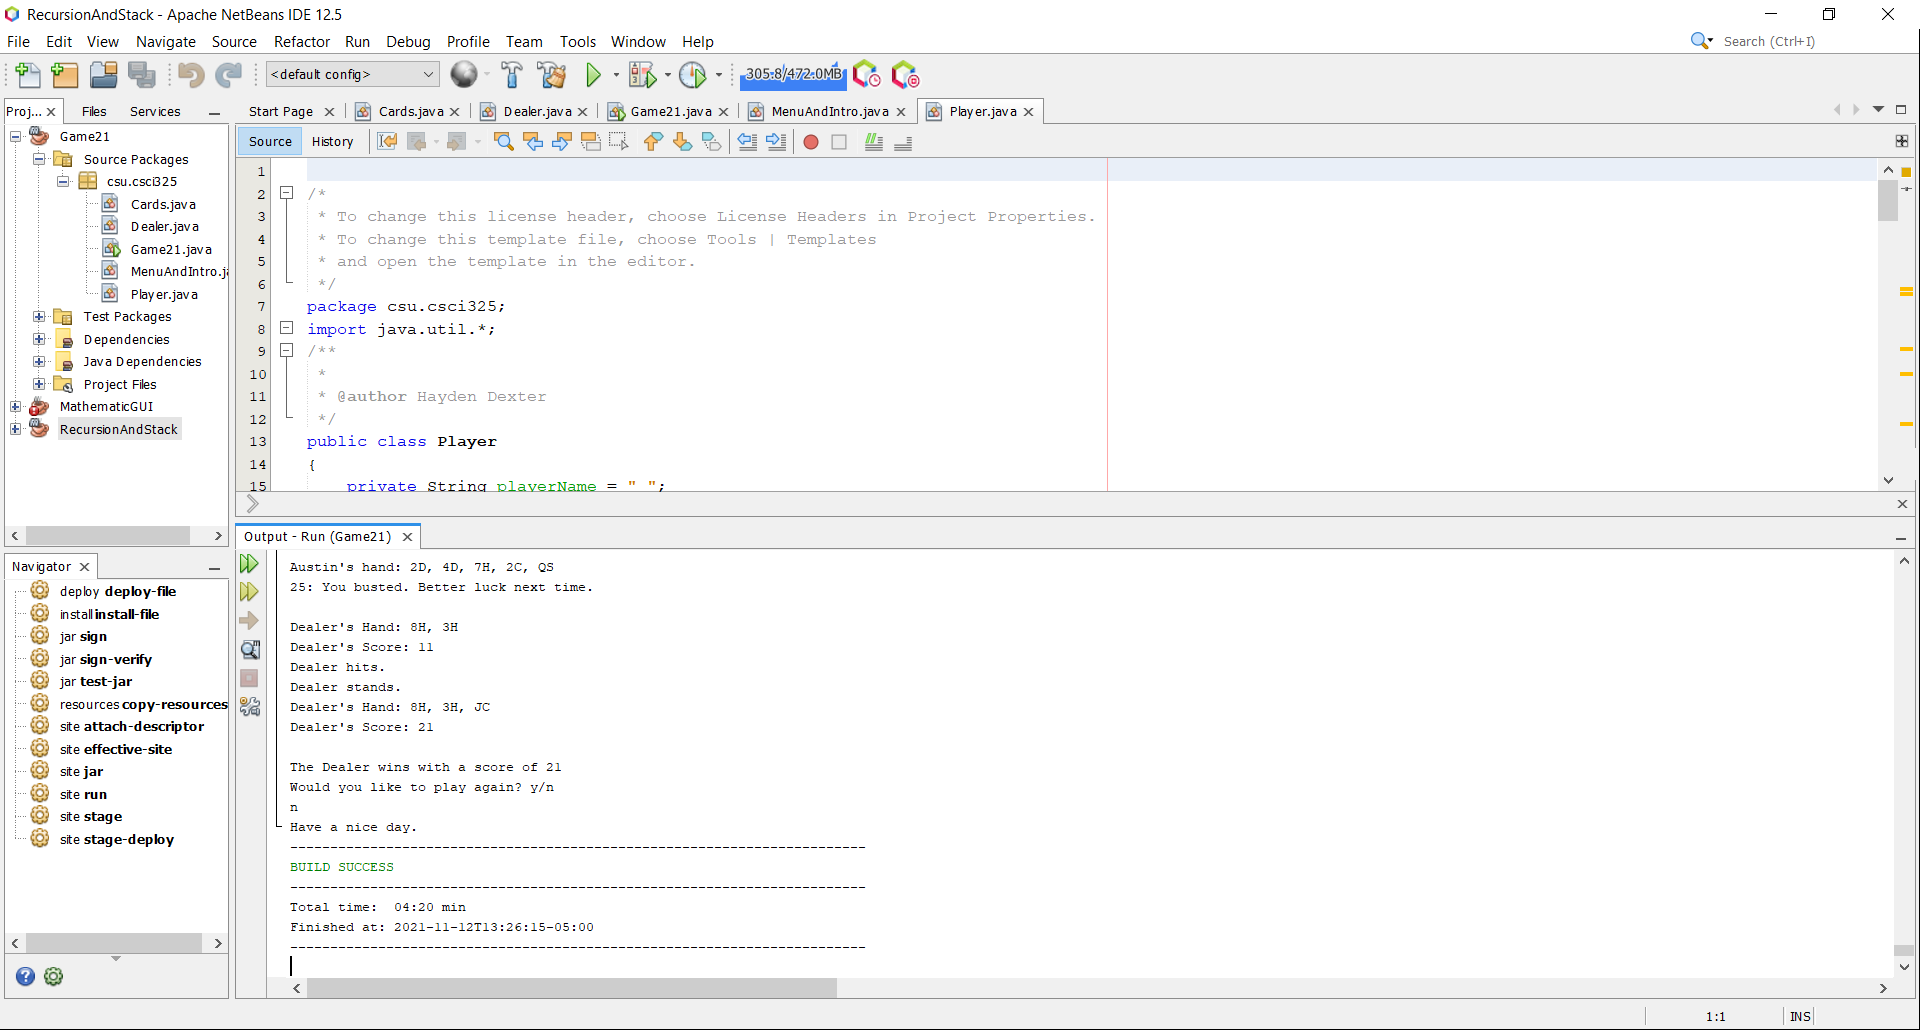 RecursionAndStack - Apache NetBeans IDE 12.5
File Edit View Navigate Source Refactor Run Debug Profile Team Tools Window Help
Search (Ctrl+I)
<default config>
305.8/472.0MB
Proj... Files Services
Start Page Cards.java Dealer.java Game21.java MenuAndIntro.java Player.java
Source History
Game21
Source Packages
csu.csci325
Cards.java
Dealer.java
Game21.java
MenuAndIntro.ja
Player.java
Test Packages
Dependencies
Java Dependencies
Project Files
MathematicGUI
RecursionAndStack
1
2 /*
3 * To change this license header, choose License Headers in Project Properties.
4 * To change this template file, choose Tools | Templates
5 * and open the template in the editor.
6 */
7 package csu.csci325;
8 import java.util.*;
9 /**
10 *
11 * @author Hayden Dexter
12 */
13 public class Player
14 {
15 private String playerName = " ";
Navigator
deploy deploy-file
install install-file
jar sign
jar sign-verify
jar test-jar
resources copy-resources
site attach-descriptor
site effective-site
site jar
site run
site stage
site stage-deploy
Output - Run (Game21)
Austin's hand: 2D, 4D, 7H, 2C, QS
25: You busted. Better luck next time.
Dealer's Hand: 8H, 3H
Dealer's Score: 11
Dealer hits.
Dealer stands.
Dealer's Hand: 8H, 3H, JC
Dealer's Score: 21
The Dealer wins with a score of 21
Would you like to play again? y/n
n
Have a nice day.
------------------------------------------------------------------------
BUILD SUCCESS
------------------------------------------------------------------------
Total time:  04:20 min
Finished at: 2021-11-12T13:26:15-05:00
------------------------------------------------------------------------
1:1 INS